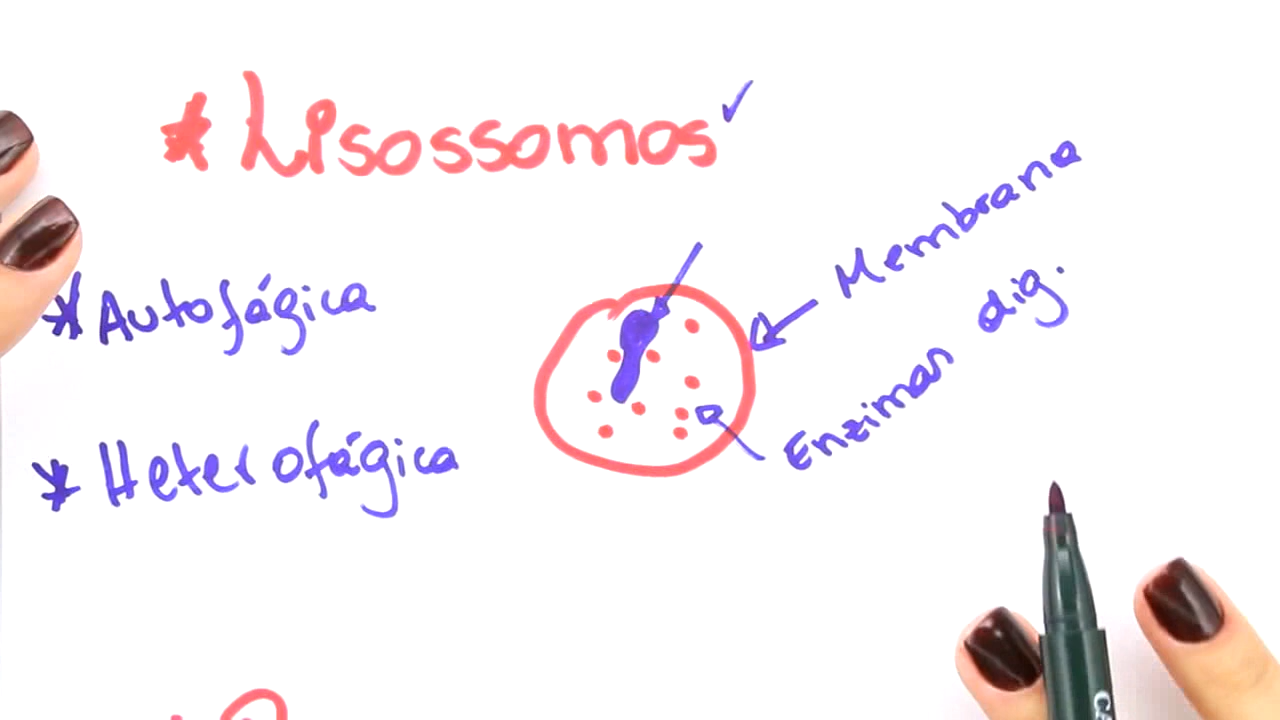 * Lisossomos
* Autofágica
* Heterofágica
Membrana
Enzimas dig.